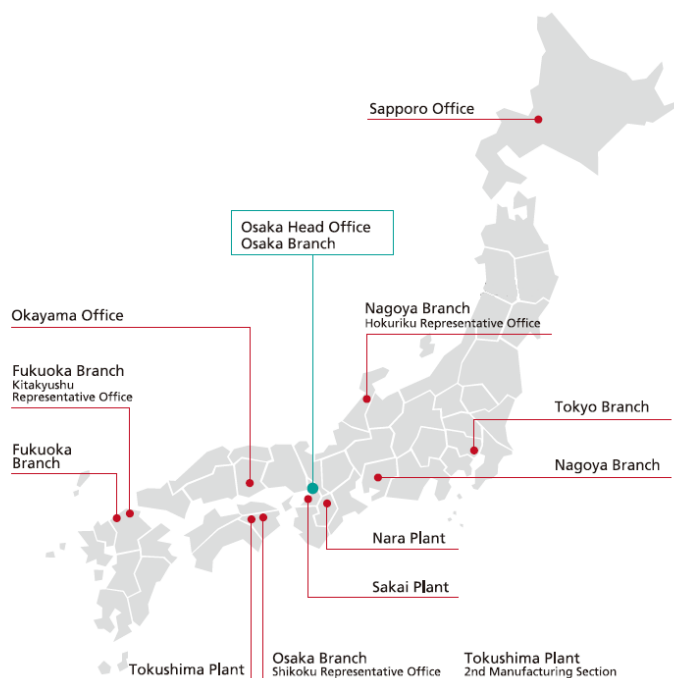 Sapporo Office
Osaka Head Office
Osaka Branch
Nagoya Branch
Hokuriku Representative Office
Okayama Office
Fukuoka Branch
Kitakyushu
Representative Office
Tokyo Branch
Fukuoka
Branch
Nagoya Branch
Nara Plant
Sakai Plant
Tokushima Plant
Osaka Branch
Shikoku Representative Office
Tokushima Plant
2nd Manufacturing Section